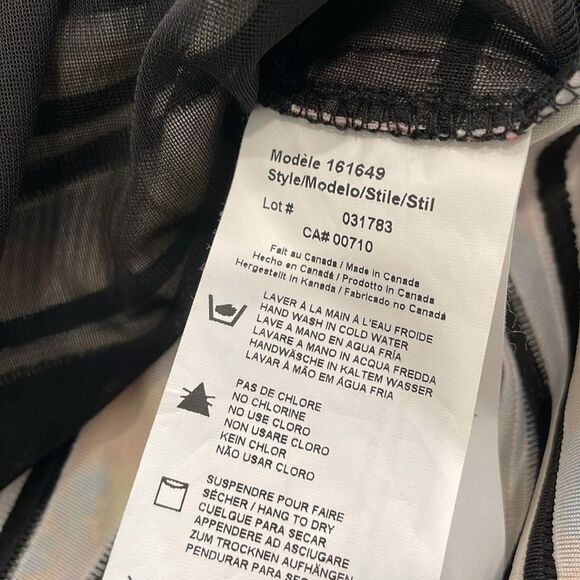 Modèle 161649
Style/Modelo/Stile/Stil
Lot # 031783
CA# 00710
Fait au Canada / Made in Canada
Hecho en Canadá / Prodotto in Canada
Hergestellt in Kanada / Fabricado no Canadá
LAVER À LA MAIN À L'EAU FROIDE
HAND WASH IN COLD WATER
LAVE A MANO EN AGUA FRÍA
LAVARE A MANO IN ACQUA FREDDA
HANDWÄSCHE IN KALTEM WASSER
LAVAR À MÃO EM ÁGUA FRIA
PAS DE CHLORE
NO CHLORINE
NO USE CLORO
NON USARE CLORO
KEIN CHLOR
NÃO USAR CLORO
SUSPENDRE POUR FAIRE
SÉCHER / HANG TO DRY
CUELGUE PARA SECAR
APPENDERE AD ASCIUGARE
ZUM TROCKNEN AUFHÄNGEN
PENDURAR PARA SECAR